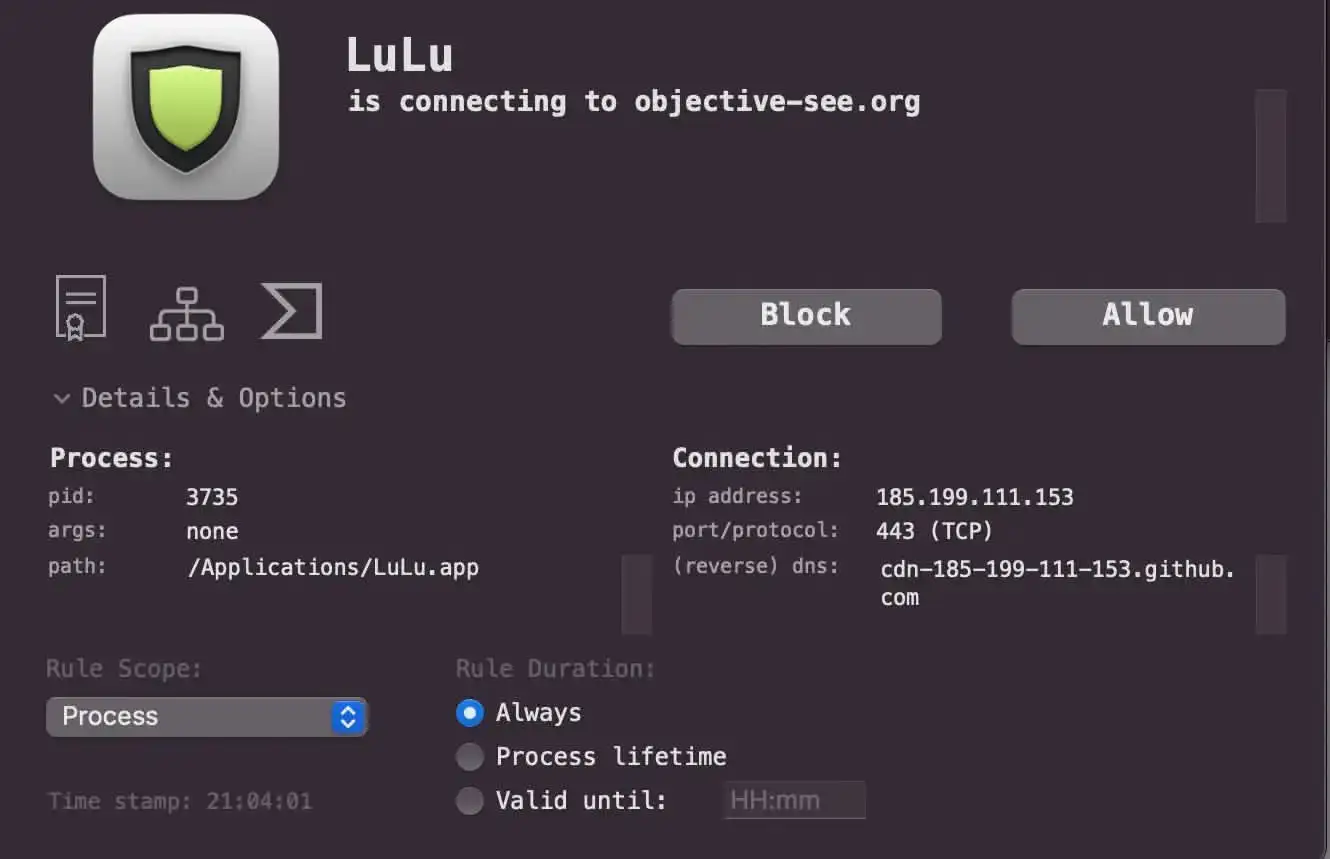 LuLu
is connecting to objective-see.org
Block
Allow
Details & Options
Process:
pid: 3735
args: none
path: /Applications/LuLu.app
Connection:
ip address: 185.199.111.153
port/protocol: 443 (TCP)
(reverse) dns: cdn-185-199-111-153.github.
com
Rule Scope:
Process
Time stamp: 21:04:01
Rule Duration:
Always
Process lifetime
Valid until: HH:mm